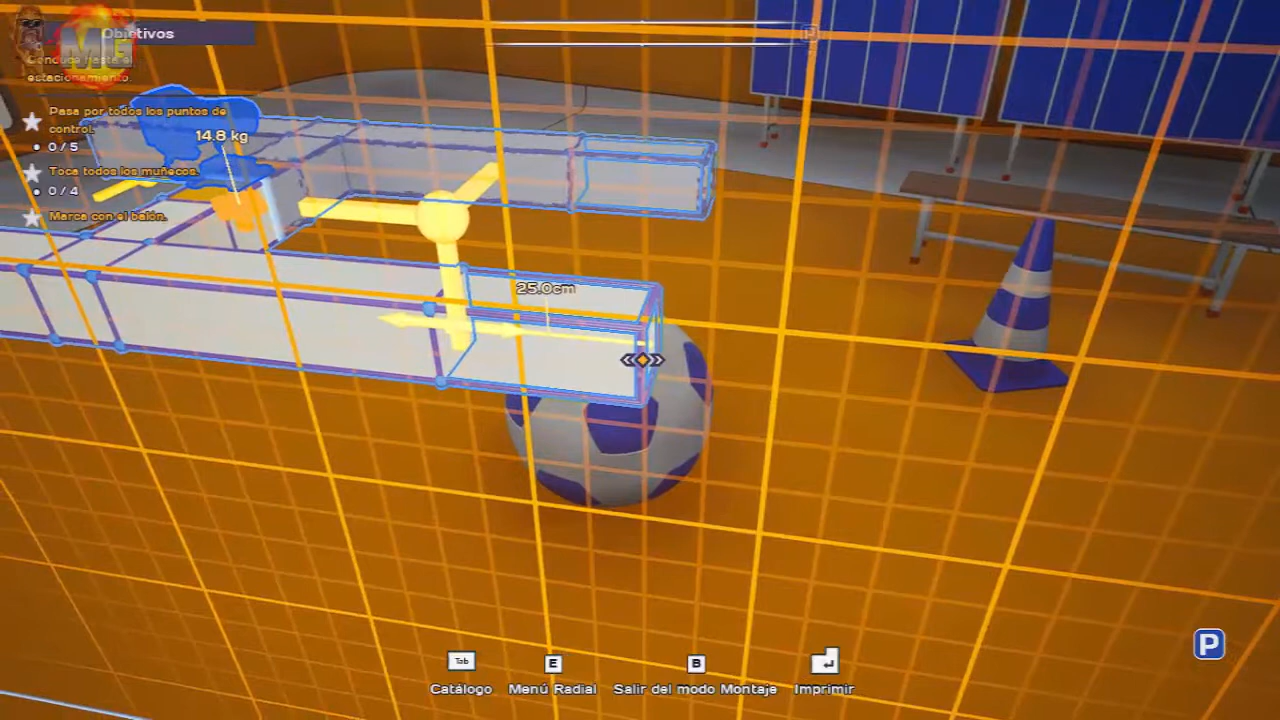 Objetivos
MG
Conduce hasta el
estacionamiento.
Pasa por todos los puntos de
control.
0 / 5
Toca todos los muñecos.
0 / 4
Marca con el balón.
14.8 kg
25.0cm
P
Tab
E
B
Catálogo
Menú Radial
Salir del modo Montaje
Imprimir
P